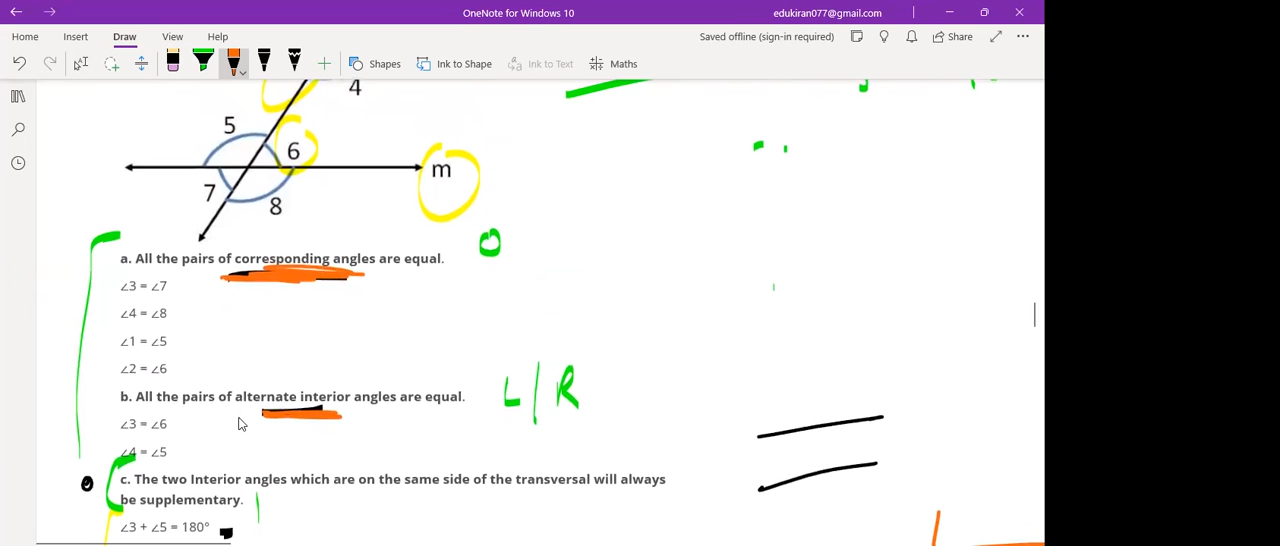 OneNote for Windows 10
edukiran077@gmail.com
Home Insert Draw View Help
Saved offline (sign-in required)
Share
Shapes Ink to Shape Ink to Text Maths
4
5
6
m
7
8
a. All the pairs of corresponding angles are equal.
∠3 = ∠7
∠4 = ∠8
∠1 = ∠5
∠2 = ∠6
b. All the pairs of alternate interior angles are equal.
L/R
∠3 = ∠6
∠4 = ∠5
c. The two Interior angles which are on the same side of the transversal will always
be supplementary.
∠3 + ∠5 = 180°